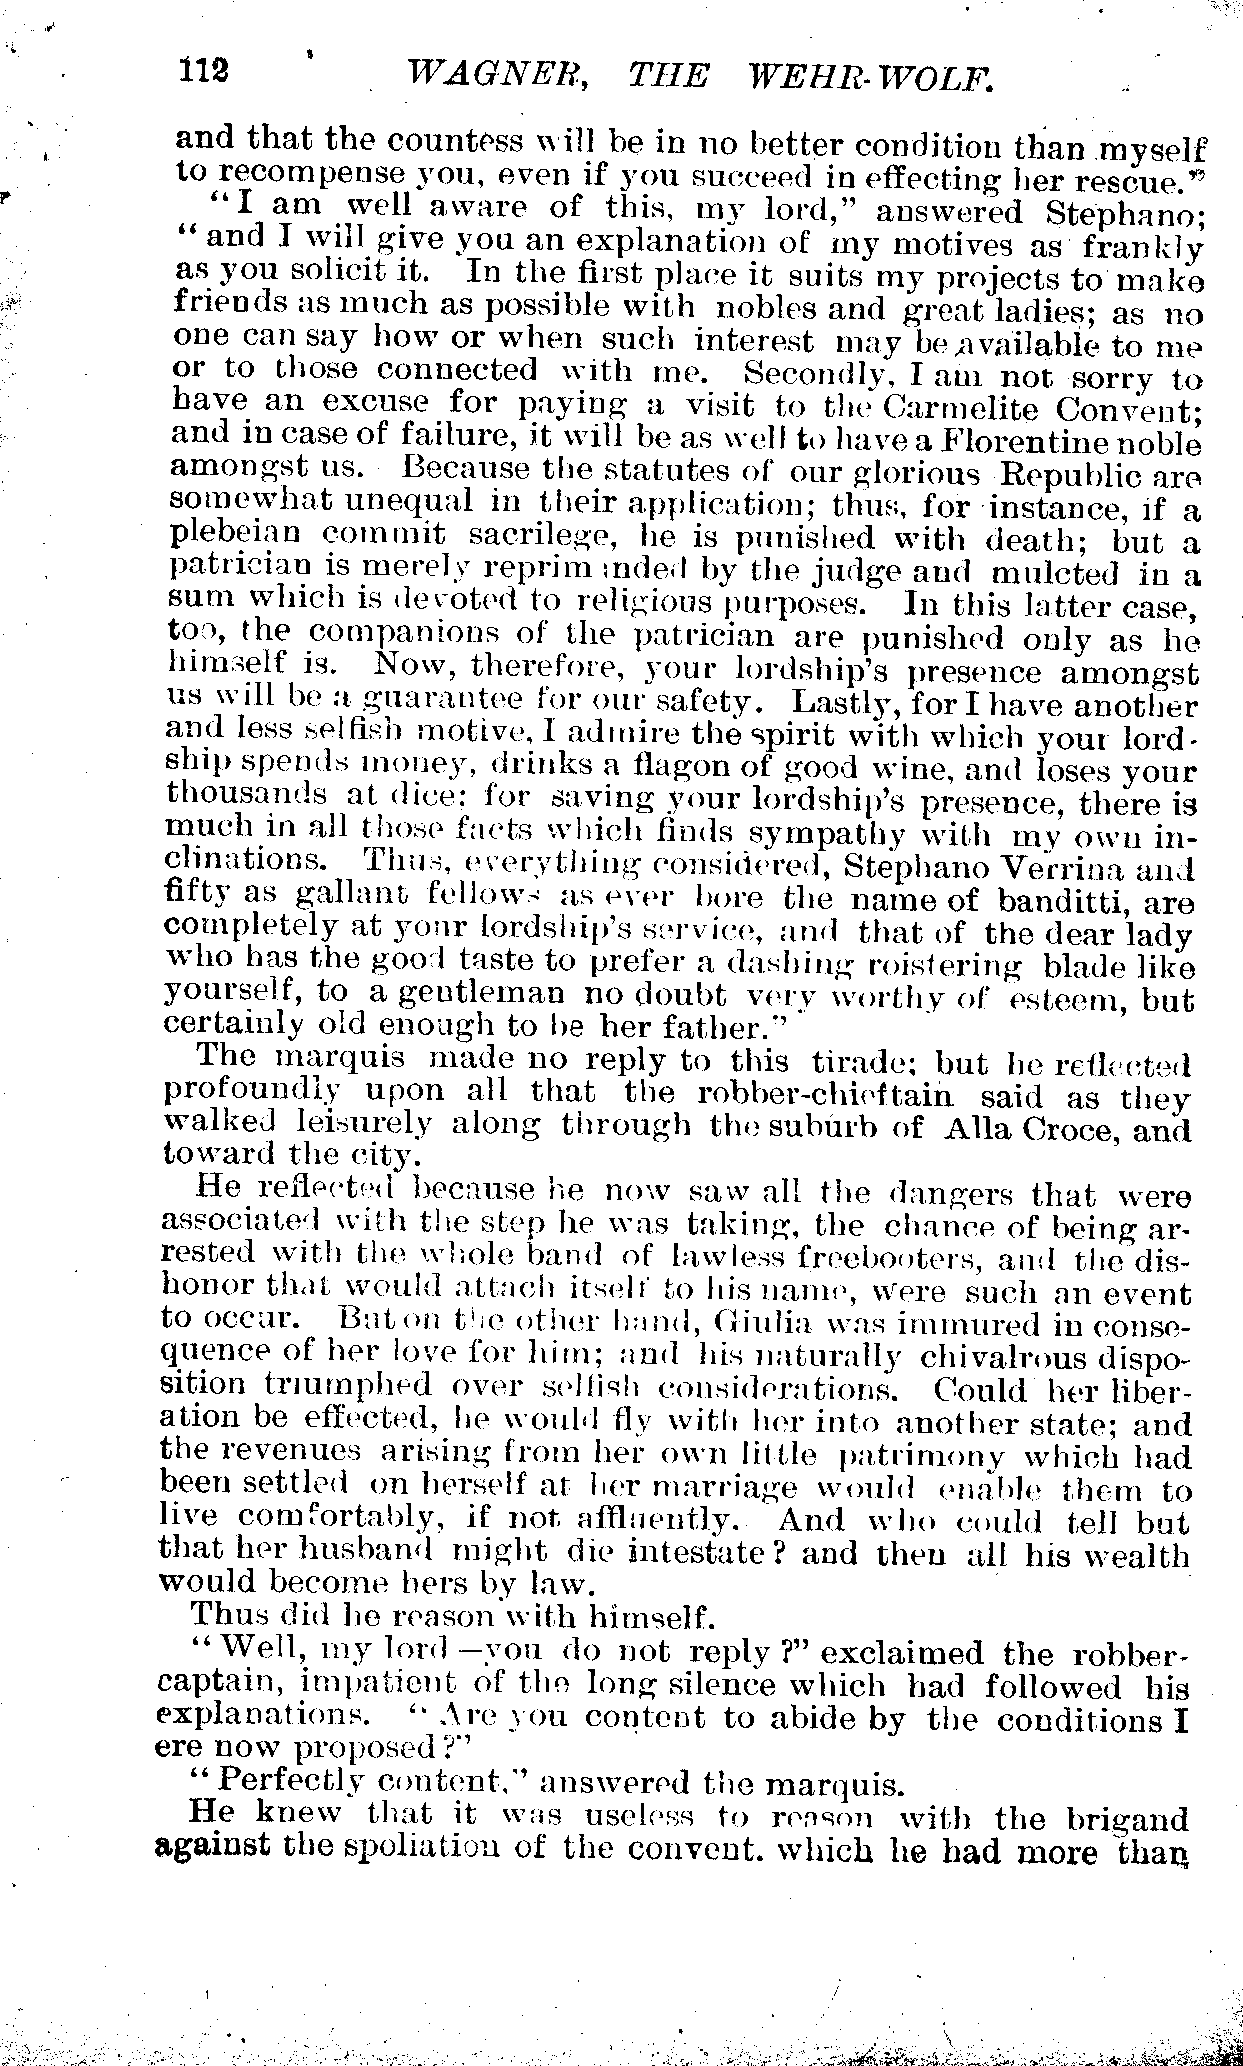 112 WAGNER, THE WEHR-WOLF.
and that the countess will be in no better condition than myself
to recompense you, even if you succeed in effecting her rescue."
"I am well aware of this, my lord," answered Stephano;
"and I will give you an explanation of my motives as frankly
as you solicit it. In the first place it suits my projects to make
friends as much as possible with nobles and great ladies; as no
one can say how or when such interest may be available to me
or to those connected with me. Secondly, I am not sorry to
have an excuse for paying a visit to the Carmelite Convent;
and in case of failure, it will be as well to have a Florentine noble
amongst us. Because the statutes of our glorious Republic are
somewhat unequal in their application; thus, for instance, if a
plebeian commit sacrilege, he is punished with death; but a
patrician is merely reprimanded by the judge and mulcted in a
sum which is devoted to religious purposes. In this latter case,
too, the companions of the patrician are punished only as he
himself is. Now, therefore, your lordship's presence amongst
us will be a guarantee for our safety. Lastly, for I have another
and less selfish motive, I admire the spirit with which your lord-
ship spends money, drinks a flagon of good wine, and loses your
thousands at dice: for saving your lordship's presence, there is
much in all those facts which finds sympathy with my own in-
clinations. Thus, everything considered, Stephano Verrina and
fifty as gallant fellows as ever bore the name of banditti, are
completely at your lordship's service, and that of the dear lady
who has the good taste to prefer a dashing roistering blade like
yourself, to a gentleman no doubt very worthy of esteem, but
certainly old enough to be her father."
The marquis made no reply to this tirade; but he reflected
profoundly upon all that the robber-chieftain said as they
walked leisurely along through the suburb of Alla Croce, and
toward the city.
He reflected because he now saw all the dangers that were
associated with the step he was taking, the chance of being ar-
rested with the whole band of lawless freebooters, and the dis-
honor that would attach itself to his name, were such an event
to occur. But on the other hand, Giulia was immured in conse-
quence of her love for him; and his naturally chivalrous dispo-
sition triumphed over selfish considerations. Could her liber-
ation be effected, he would fly with her into another state; and
the revenues arising from her own little patrimony which had
been settled on herself at her marriage would enable them to
live comfortably, if not affluently. And who could tell but
that her husband might die intestate? and then all his wealth
would become hers by law.
Thus did he reason with himself.
"Well, my lord—you do not reply?" exclaimed the robber-
captain, impatient of the long silence which had followed his
explanations. "Are you content to abide by the conditions I
ere now proposed?"
"Perfectly content," answered the marquis.
He knew that it was useless to reason with the brigand
against the spoliation of the convent. which he had more than